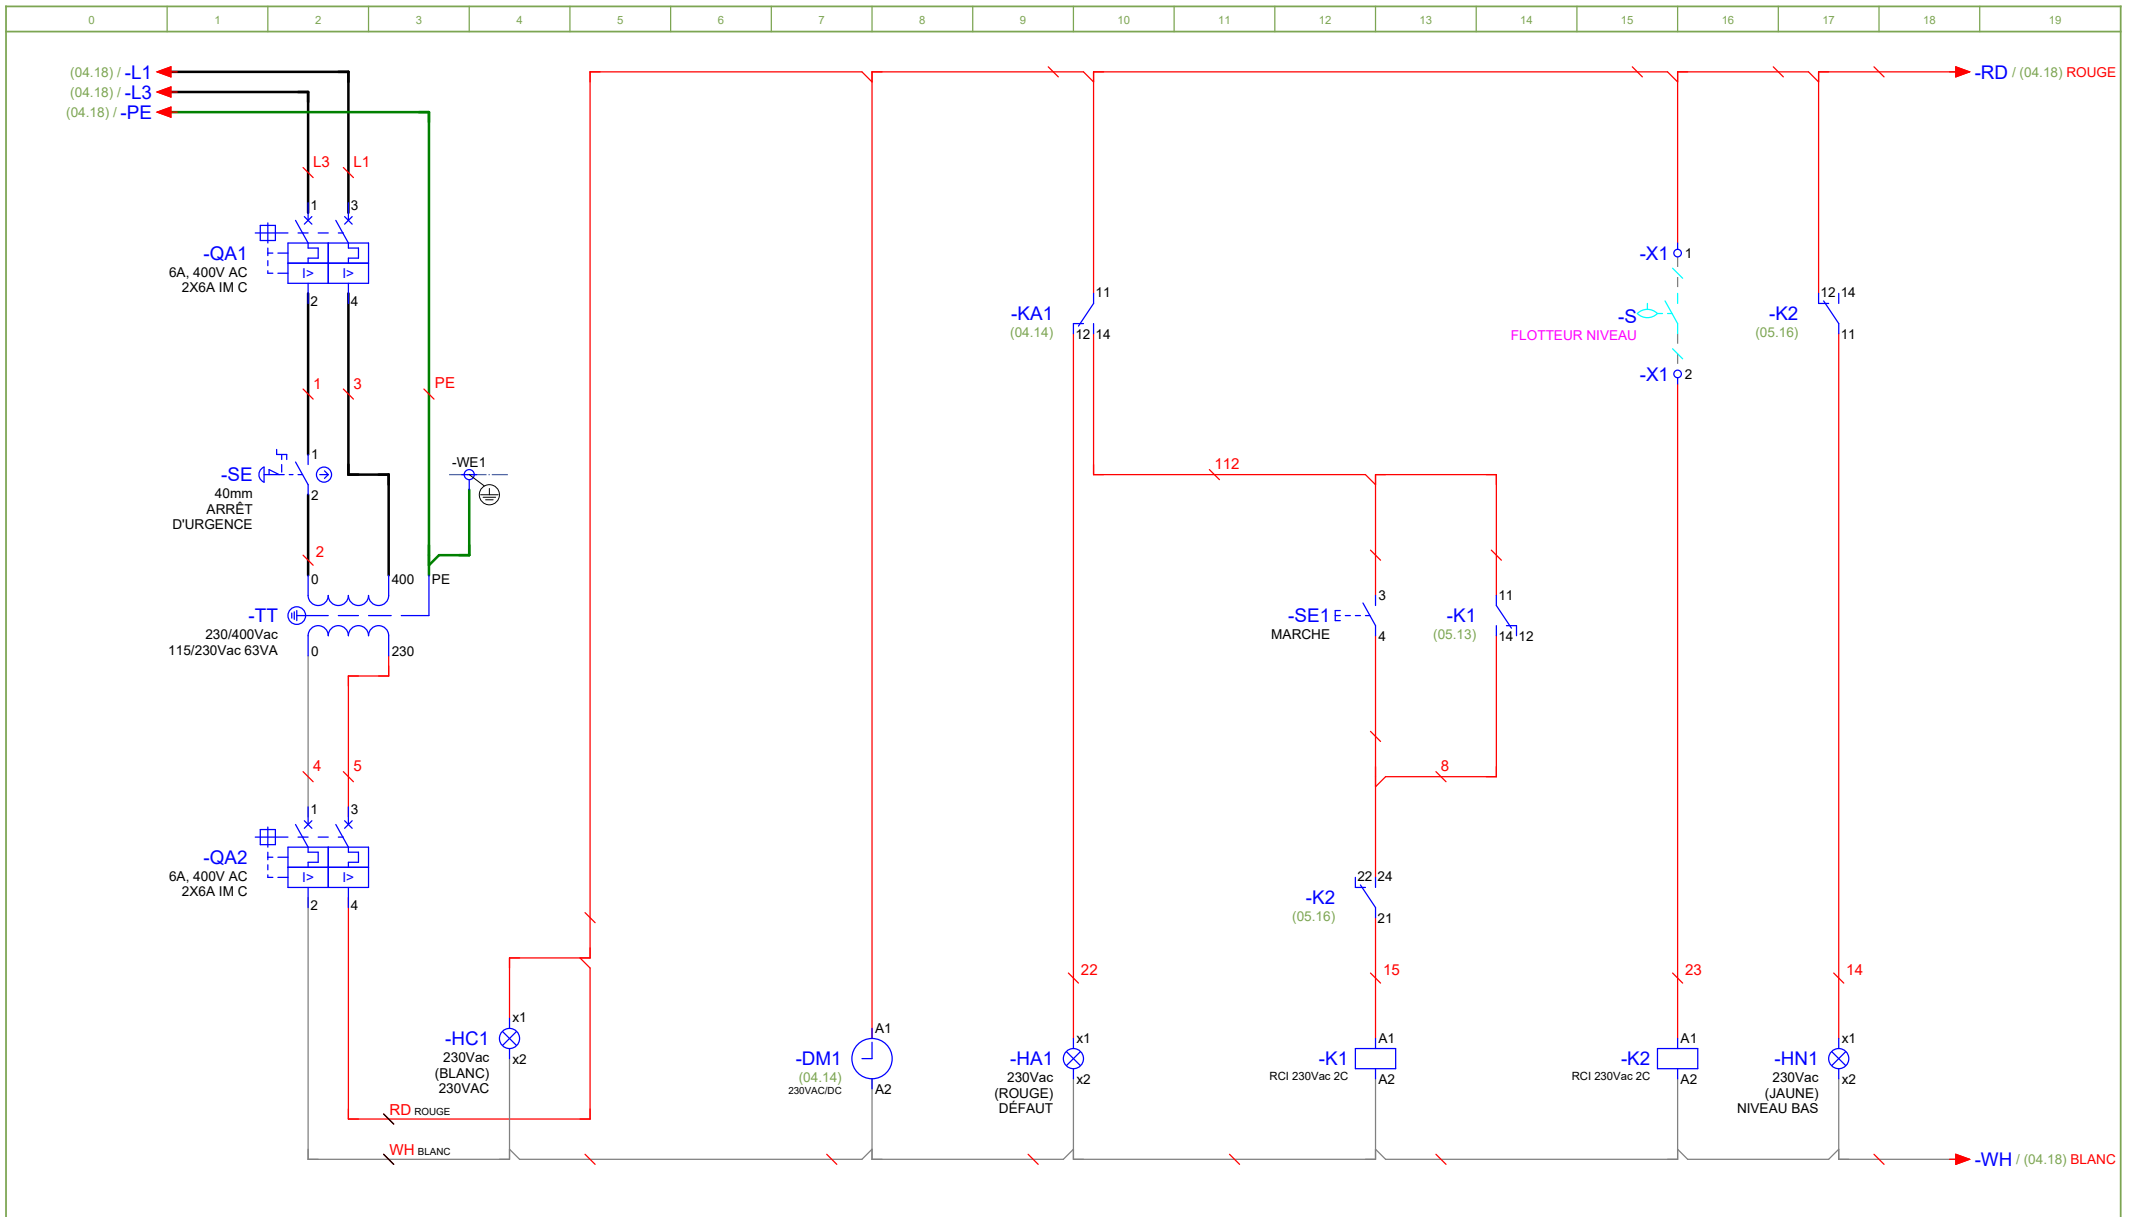 0 1 2 3 4 5 6 7 8 9 10 11 12 13 14 15 16 17 18 19
(04.18) / -L1
(04.18) / -L3
(04.18) / -PE
-RD / (04.18) ROUGE
L3 L1
1 3
-QA1
6A, 400V AC
2X6A IM C
I> I>
2 4
1 3 PE
1
-SE
40mm
ARRÊT
D'URGENCE
2
-WE1
2
0 400 PE
-TT
230/400Vac
115/230Vac 63VA
0 230
4 5
1 3
-QA2
6A, 400V AC
2X6A IM C
I> I>
2 4
RD ROUGE
WH BLANC
x1
-HC1
230Vac
(BLANC)
230VAC
x2
A1
-DM1
(04.14)
230VAC/DC
A2
11
-KA1
(04.14)
12 14
22
x1
-HA1
230Vac
(ROUGE)
DÉFAUT
x2
112
3
-SE1
MARCHE
4
11
-K1
(05.13)
14 12
8
22 24
-K2
(05.16)
21
15
A1
-K1
RCI 230Vac 2C
A2
-X1 1
-S
FLOTTEUR NIVEAU
-X1 2
23
A1
-K2
RCI 230Vac 2C
A2
12 14
-K2
(05.16)
11
14
x1
-HN1
230Vac
(JAUNE)
NIVEAU BAS
x2
-WH / (04.18) BLANC